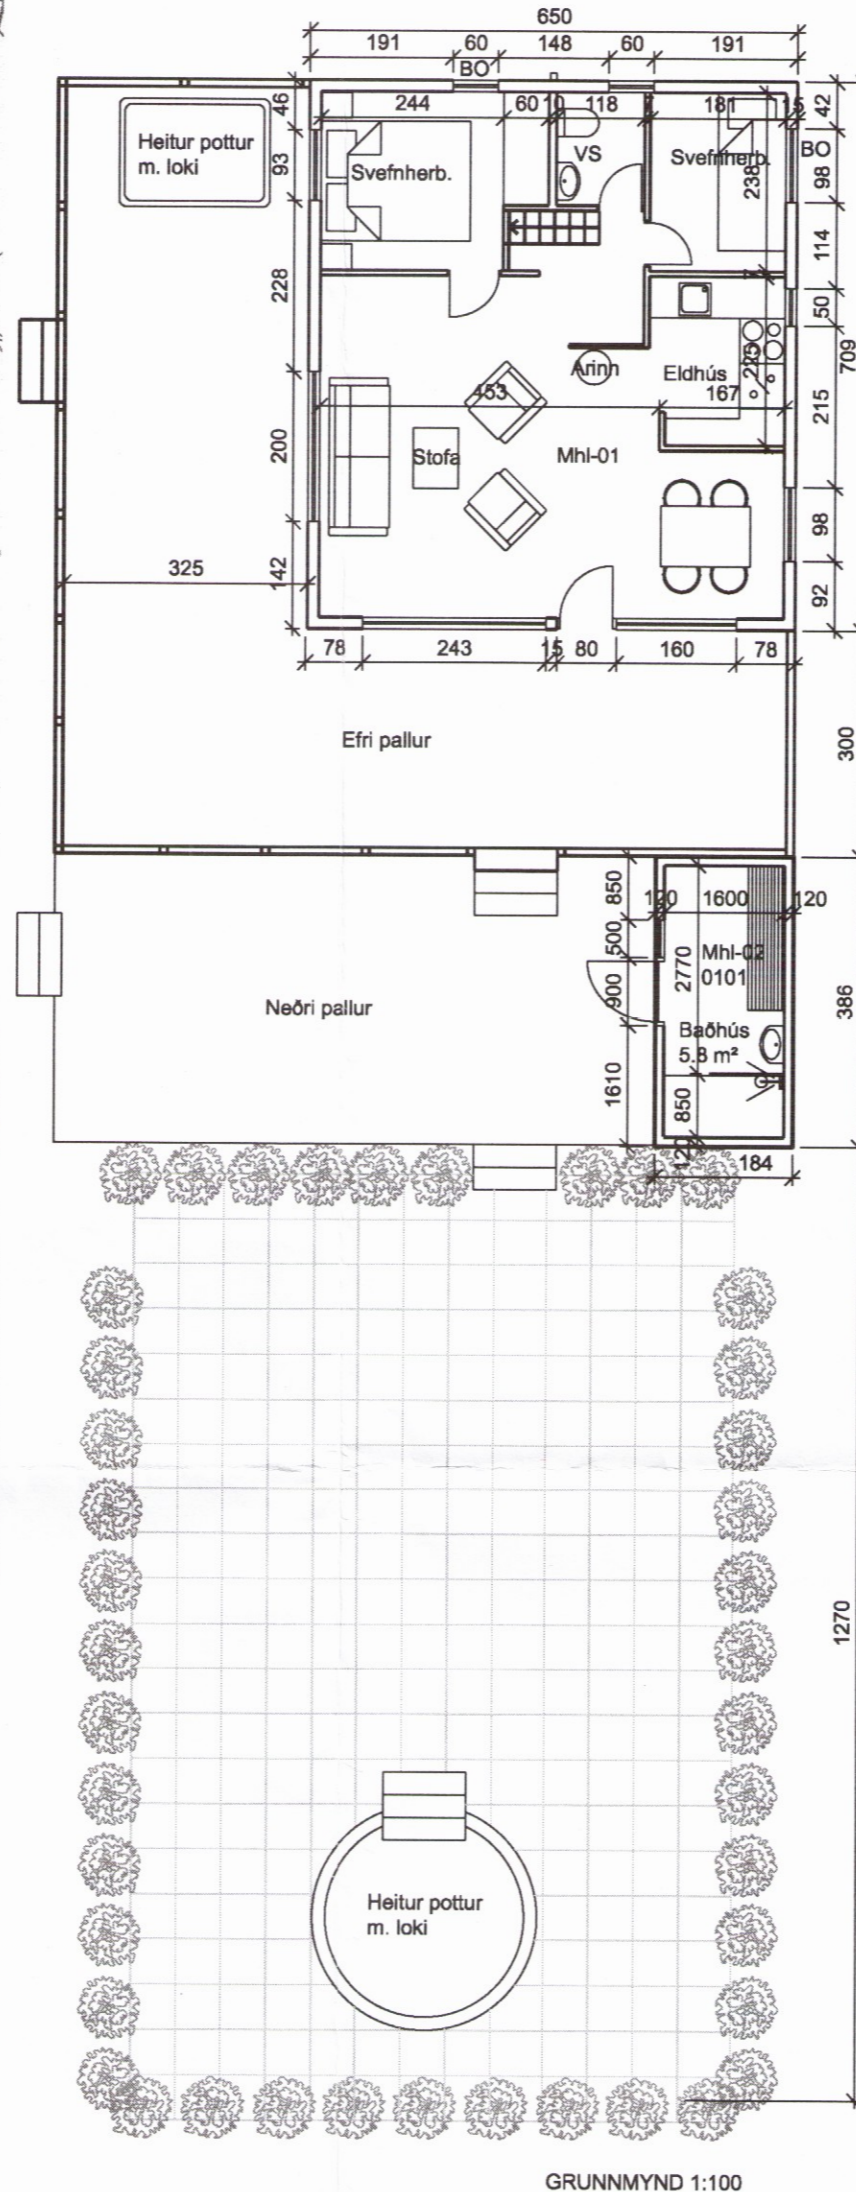 650
191 60 148 60 191
BO
46 244 60 10 118 7 181 15 42
Heitur pottur
m. loki
VS
Svefnherb.
Svefnherb.
BO
93
238
98
114
228
50
709
Arinn
Eldhús
225
453
167
215
200
Stofa
Mhl-01
98
325
142
92
78 243 15 80 160 78
Efri pallur
300
850
120 1600 120
500
Mhl-02
0101
2770
900
386
Neðri pallur
Baðhús
5.8 m²
1610
850
120
184
1270
Heitur pottur
m. loki
GRUNNMYND 1:100